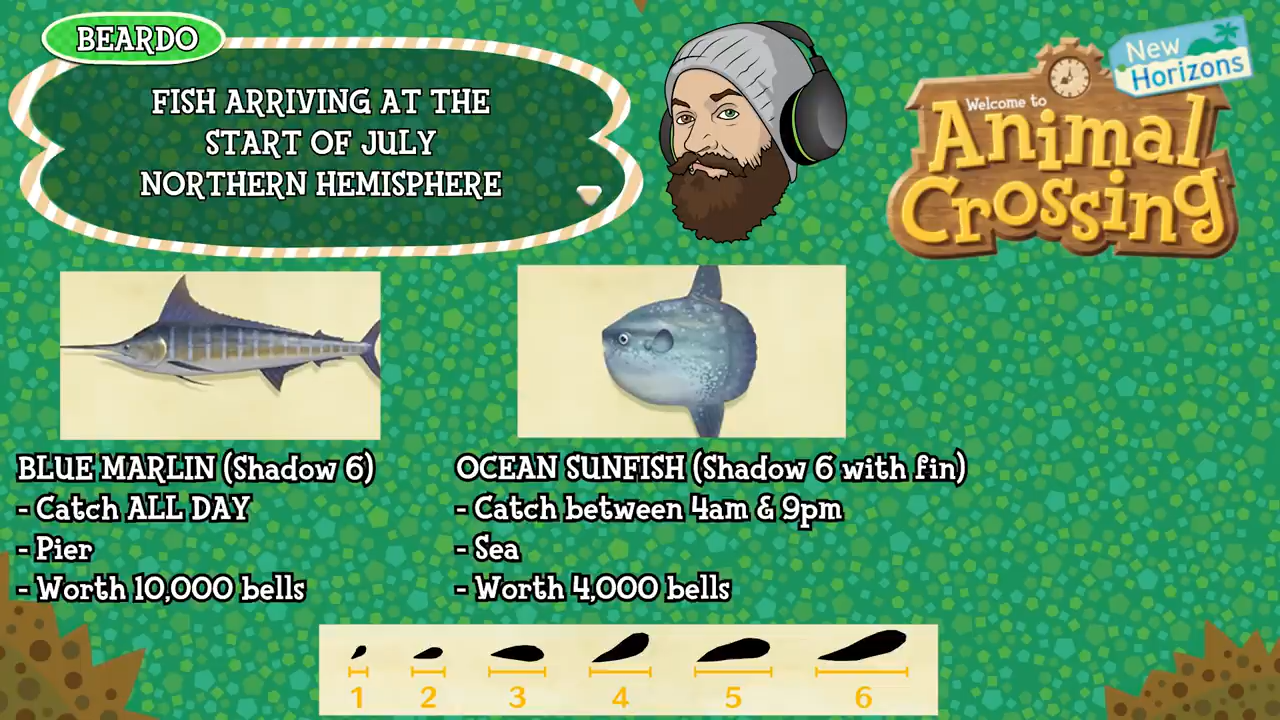 BEARDO
FISH ARRIVING AT THE
START OF JULY
NORTHERN HEMISPHERE
Welcome to
Animal
Crossing
New
Horizons
BLUE MARLIN (Shadow 6)
- Catch ALL DAY
- Pier
- Worth 10,000 bells
OCEAN SUNFISH (Shadow 6 with fin)
- Catch between 4am & 9pm
- Sea
- Worth 4,000 bells
1 2 3 4 5 6